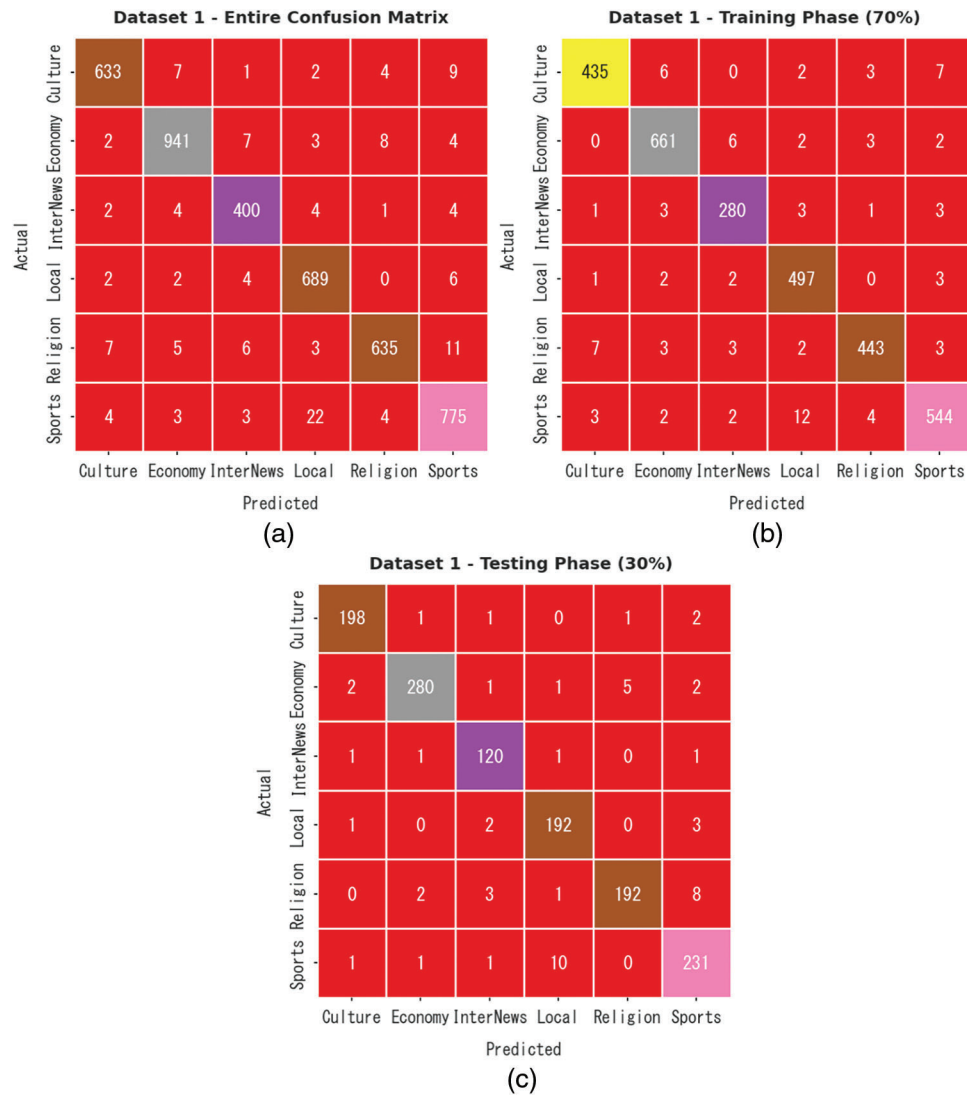 Dataset 1 - Entire Confusion Matrix
Actual
Culture 633 7 1 2 4 9
Economy 2 941 7 3 8 4
InterNews 2 4 400 4 1 4
Local 2 2 4 689 0 6
Religion 7 5 6 3 635 11
Sports 4 3 3 22 4 775
Culture Economy InterNews Local Religion Sports
Predicted
(a)
Dataset 1 - Training Phase (70%)
Actual
Culture 435 6 0 2 3 7
Economy 0 661 6 2 3 2
InterNews 1 3 280 3 1 3
Local 1 2 2 497 0 3
Religion 7 3 3 2 443 3
Sports 3 2 2 12 4 544
Culture Economy InterNews Local Religion Sports
Predicted
(b)
Dataset 1 - Testing Phase (30%)
Actual
Culture 198 1 1 0 1 2
Economy 2 280 1 1 5 2
InterNews 1 1 120 1 0 1
Local 1 0 2 192 0 3
Religion 0 2 3 1 192 8
Sports 1 1 1 10 0 231
Culture Economy InterNews Local Religion Sports
Predicted
(c)